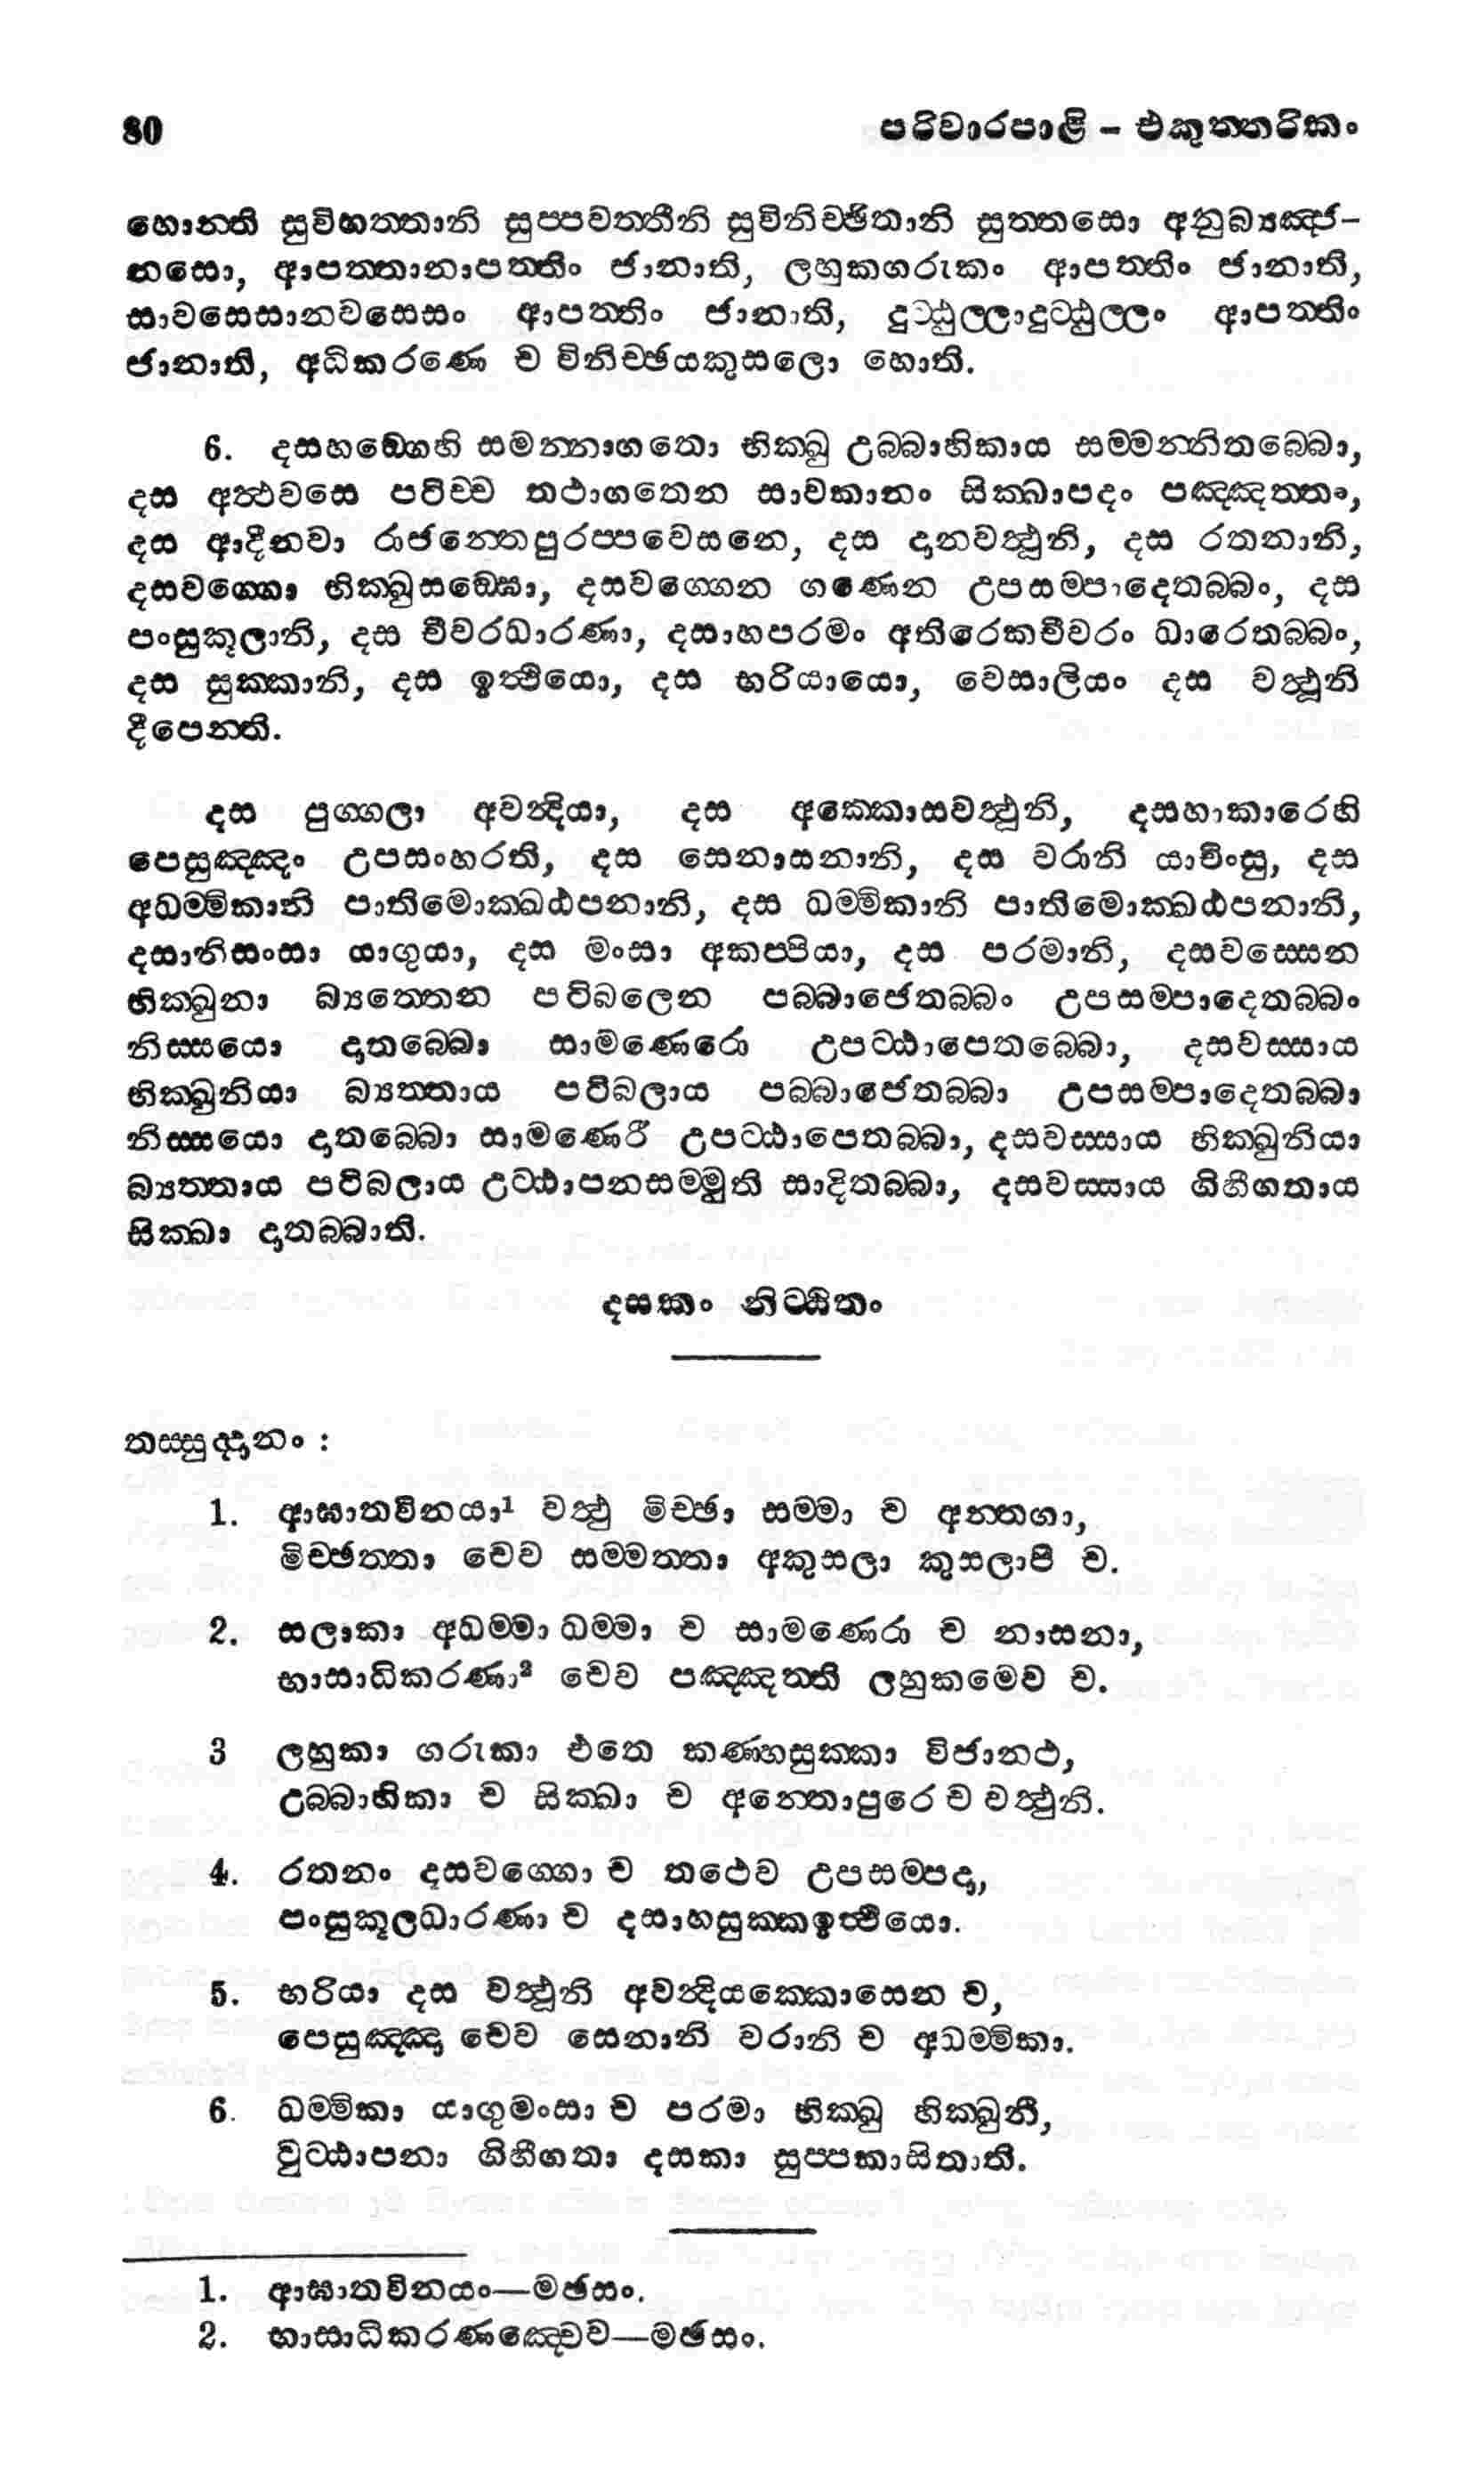 80 පරිවාරපාළි – එකුත්තරිකං
හොන්ති සුවිභත්තානි සුප්පවත්තීනි සුවිනිච්ඡිතානි සුත්තසො අනුබ්‍යඤ්ජ-
නසො, ආපත්තානාපත්තිං ජානාති, ලහුකගරුකං ආපත්තිං ජානාති,
සාවසෙසානවසෙසං ආපත්තිං ජානාති, දුට්ඨුල්ලාදුට්ඨුල්ලං ආපත්තිං
ජානාති, අධිකරණෙ ච විනිච්ඡයකුසලො හොති.
6. දසහඞ්ගෙහි සමන්නාගතො භික්ඛු උබ්බාහිකාය සම්මන්නිතබ්බො,
දස අත්ථවසෙ පටිච්ච තථාගතෙන සාවකානං සික්ඛාපදං පඤ්ඤත්තං,
දස ආදීනවා රාජන්තෙපුරප්පවෙසනෙ, දස දානවත්ථූනි, දස රතනානි,
දසවග්ගො භික්ඛුසඞ්ඝො, දසවග්ගෙන ගණෙන උපසම්පාදෙතබ්බං, දස
පංසුකූලානි, දස චීවරධාරණා, දසාහපරමං අතිරෙකචීවරං ධාරෙතබ්බං,
දස සුක්කානි, දස ඉත්ථියො, දස භරියායො, වෙසාලියං දස වත්ථූනි
දීපෙන්ති.
දස පුග්ගලා අවන්දියා, දස අක්කොසවත්ථූනි, දසහාකාරෙහි
පෙසුඤ්ඤං උපසංහරති, දස සෙනාසනානි, දස වරානි යාචිංසු, දස
අධම්මිකානි පාතිමොක්ඛඨපනානි, දස ධම්මිකානි පාතිමොක්ඛඨපනානි,
දසානිසංසා යාගුයා, දස මංසා අකප්පියා, දස පරමානි, දසවස්සෙන
භික්ඛුනා බ්‍යත්තෙන පටිබලෙන පබ්බාජෙතබ්බං උපසම්පාදෙතබ්බං
නිස්සයො දාතබ්බො සාමණෙරො උපට්ඨාපෙතබ්බො, දසවස්සාය
භික්ඛුනියා බ්‍යත්තාය පටිබලාය පබ්බාජෙතබ්බා උපසම්පාදෙතබ්බා
නිස්සයො දාතබ්බො සාමණෙරී උපට්ඨාපෙතබ්බා, දසවස්සාය භික්ඛුනියා
බ්‍යත්තාය පටිබලාය උට්ඨාපනසම්මුති සාදිතබ්බා, දසවස්සාය ගිහීගතාය
සික්ඛා දාතබ්බාති.
දසකං නිට්ඨිතං
තස්සුද්දානං :
1. ආඝාතවිනයා¹ වත්ථු මිච්ඡා සම්මා ච අන්තගා,
මිච්ඡත්තා චෙව සම්මත්තා අකුසලා කුසලාපි ච.
2. සලාකා අධම්මා ධම්මා ච සාමණෙරා ච නාසනා,
භාසාධිකරණා² චෙව පඤ්ඤත්ති ලහුකමෙව ච.
3 ලහුකා ගරුකා එතෙ කණ්හසුක්කා විජානථ,
උබ්බාහිකා ච සික්ඛා ච අන්තොපුරෙ ච වත්ථුනි.
4. රතනං දසවග්ගො ච තථෙව උපසම්පදා,
පංසුකූලධාරණා ච දසාහසුක්කඉත්ථියො.
5. භරියා දස වත්ථූනි අවන්දියක්කොසෙන ච,
පෙසුඤ්ඤා චෙව සෙනානි වරානි ච අධම්මිකා.
6. ධම්මිකා යාගුමංසා ච පරමා භික්ඛු භික්ඛුනී,
වුට්ඨාපනා ගිහීගතා දසකා සුප්පකාසිතාති.
1. ආඝාතවිනයං—මඡසං.
2. භාසාධිකරණඤ්චෙව—මඡසං.